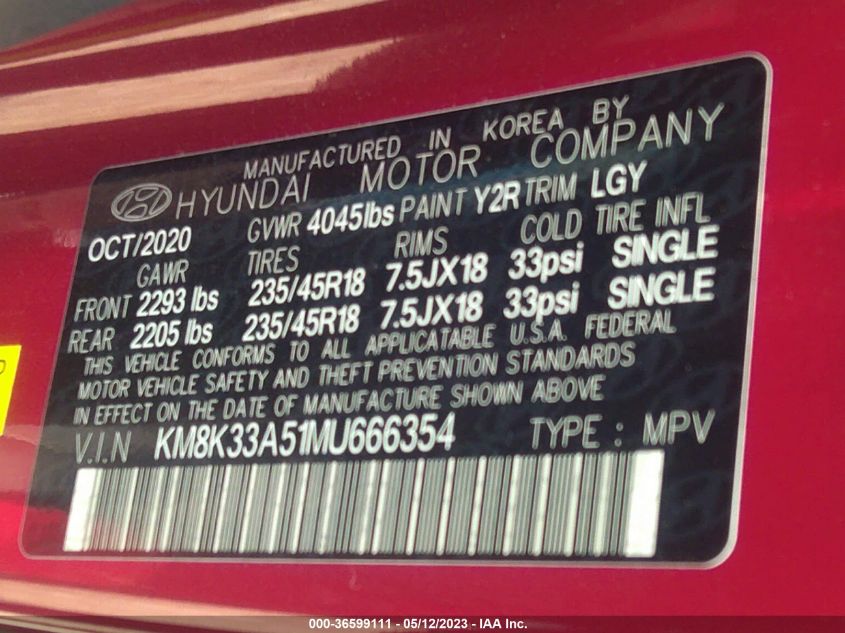 MANUFACTURED IN KOREA BY
HYUNDAI MOTOR COMPANY
OCT/2020 GVWR 4045lbs PAINT Y2R TRIM LGY
GAWR TIRES RIMS COLD TIRE INFL
FRONT 2293 lbs 235/45R18 7.5JX18 33psi SINGLE
REAR 2205 lbs 235/45R18 7.5JX18 33psi SINGLE
THIS VEHICLE CONFORMS TO ALL APPLICATABLE U.S.A. FEDERAL
MOTOR VEHICLE SAFETY AND THEFT PREVENTION STANDARDS
IN EFFECT ON THE DATE OF MANUFACTURE SHOWN ABOVE
V.I.N KM8K33A51MU666354 TYPE : MPV
000-36599111 - 05/12/2023 - IAA Inc.